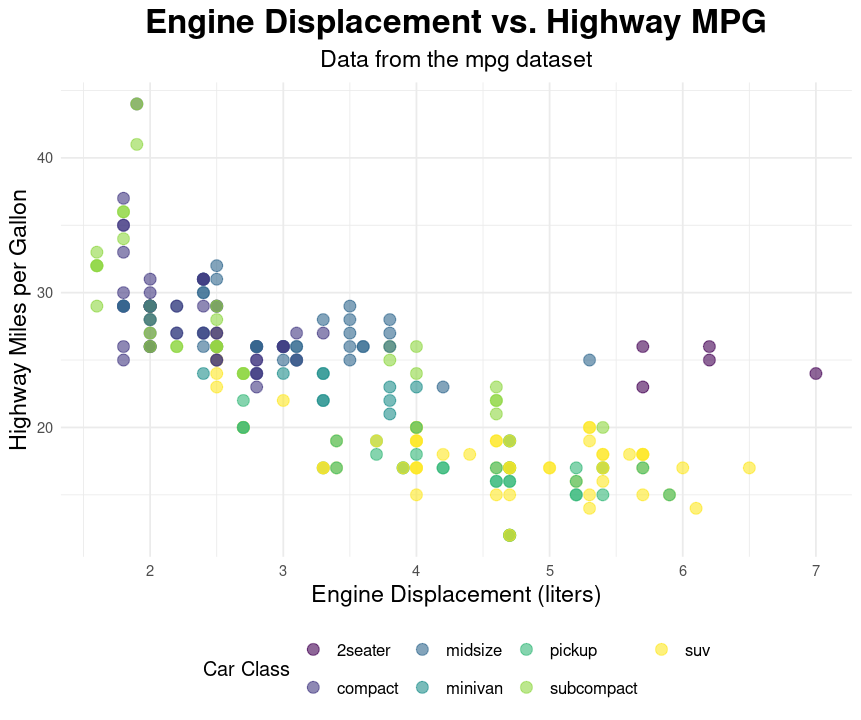 Engine Displacement vs. Highway MPG
Data from the mpg dataset
Highway Miles per Gallon
40
30
20
2 3 4 5 6 7
Engine Displacement (liters)
Car Class
2seater midsize pickup suv
compact minivan subcompact